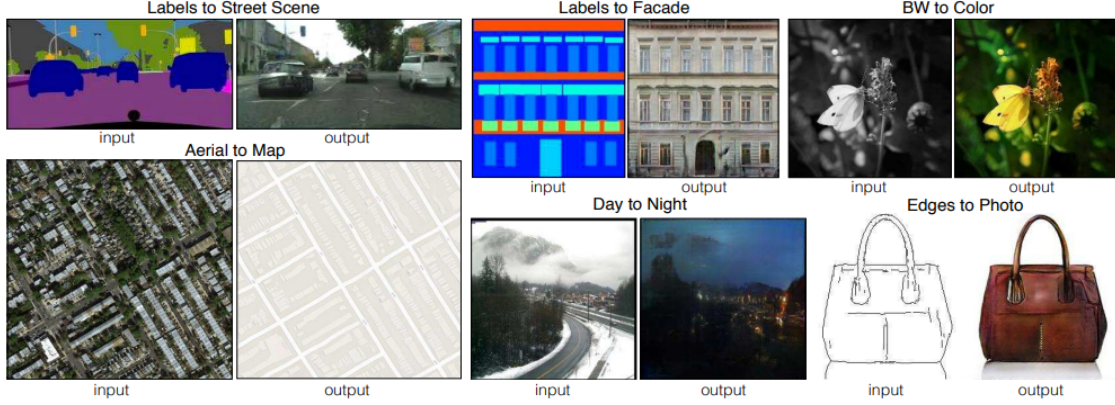 Labels to Street Scene
input
output
Aerial to Map
input
output
Labels to Facade
input
output
BW to Color
input
output
Day to Night
input
output
Edges to Photo
input
output